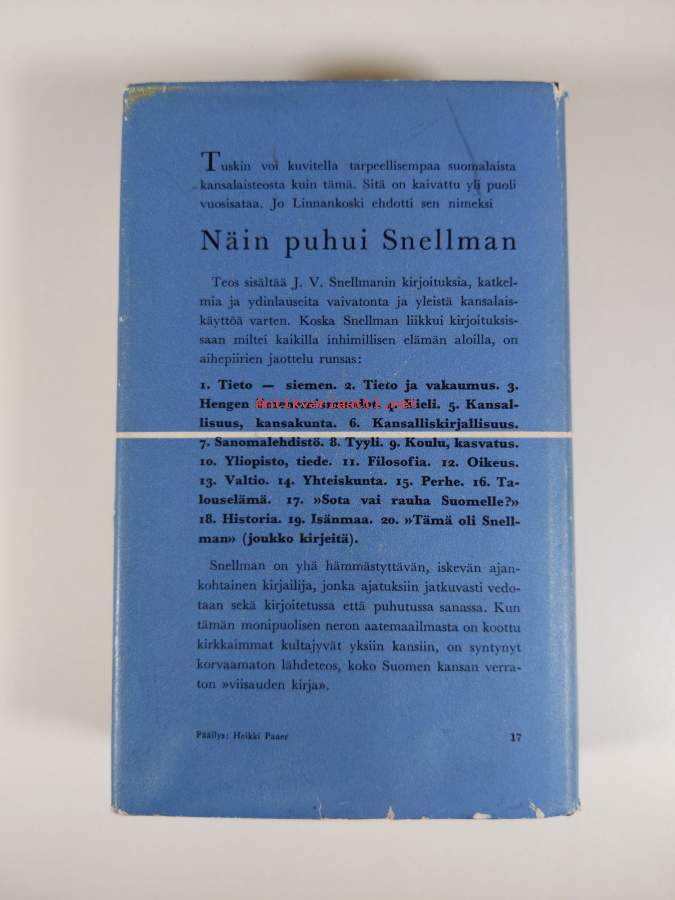 Tuskin voi kuvitella tarpeellisempaa suomalaista
kansalaisteosta kuin tämä. Sitä on kaivattu yli puoli
vuosisataa. Jo Linnankoski ehdotti sen nimeksi
Näin puhui Snellman
Teos sisältää J. V. Snellmanin kirjoituksia, katkel-
mia ja ydinlauseita vaivatonta ja yleistä kansalais-
käyttöä varten. Koska Snellman liikkui kirjoituksis-
saan miltei kaikilla inhimillisen elämän aloilla, on
aihepiirien jaottelu runsas:
1. Tieto — siemen. 2. Tieto ja vakaumus. 3.
Hengen 4. Kieli. 5. Kansal-
lisuus, kansakunta. 6. Kansalliskirjallisuus.
7. Sanomalehdistö. 8. Tyyli. 9. Koulu, kasvatus.
10. Yliopisto, tiede. 11. Filosofia. 12. Oikeus.
13. Valtio. 14. Yhteiskunta. 15. Perhe. 16. Ta-
louselämä. 17. »Sota vai rauha Suomelle?»
18. Historia. 19. Isänmaa. 20. »Tämä oli Snell-
man» (joukko kirjeitä).
Snellman on yhä hämmästyttävän, iskevän ajan-
kohtainen kirjailija, jonka ajatuksiin jatkuvasti vedo-
taan sekä kirjoitetussa että puhutussa sanassa. Kun
tämän monipuolisen neron aatemaailmasta on koottu
kirkkaimmat kultajyvät yksiin kansiin, on syntynyt
korvaamaton lähdeteos, koko Suomen kansan verra-
ton »viisauden kirja».
Päällys: Heikki Paaer 17